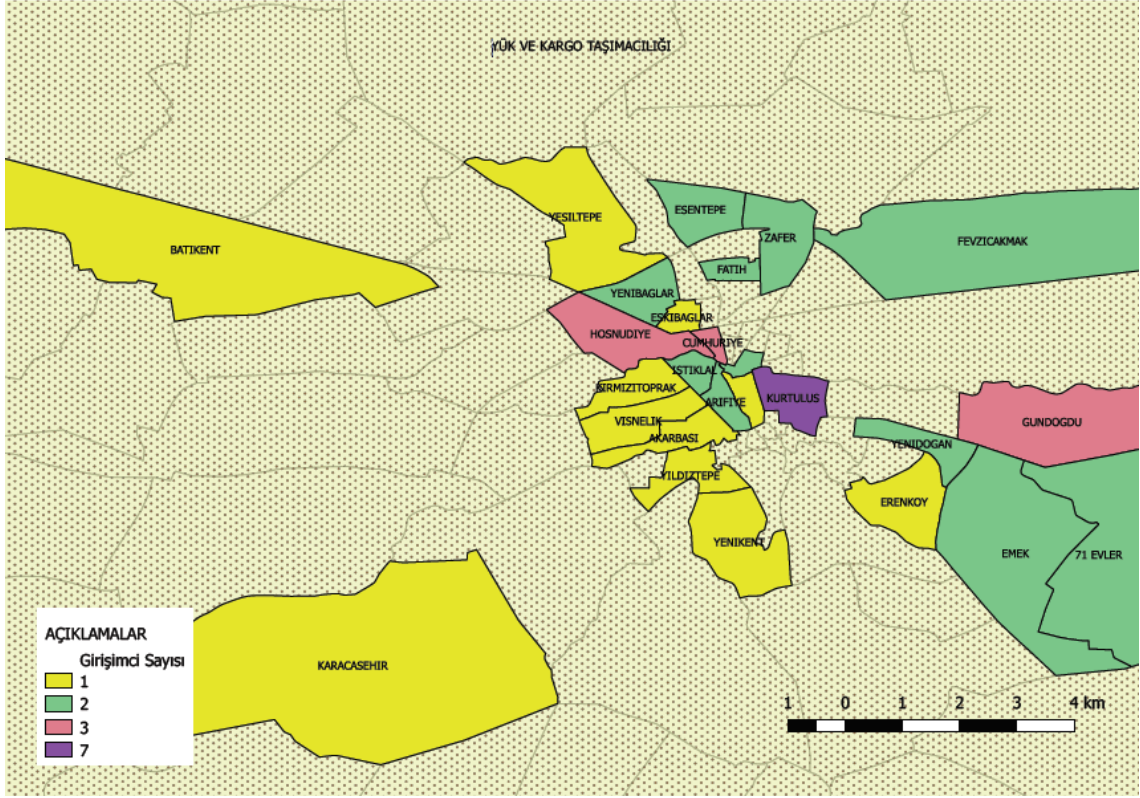 YÜK VE KARGO TAŞIMACILIĞI
YESILTEPE
ESENTEPE
ZAFER
FEVZICAKMAK
BATIKENT
FATIH
YENIBAGLAR
ESKIBAGLAR
HOSNUDIYE
CUMHURIYE
ISTIKLAL
KIRMIZITOPRAK
ARIFIYE
KURTULUS
VISNELIK
AKARBASI
GUNDOGDU
YENIDOGAN
YILDIZTEPE
ERENKOY
YENIKENT
EMEK
71 EVLER
KARACASEHIR
AÇIKLAMALAR
Girişimci Sayısı
1
2
3
7
1 0 1 2 3 4 km